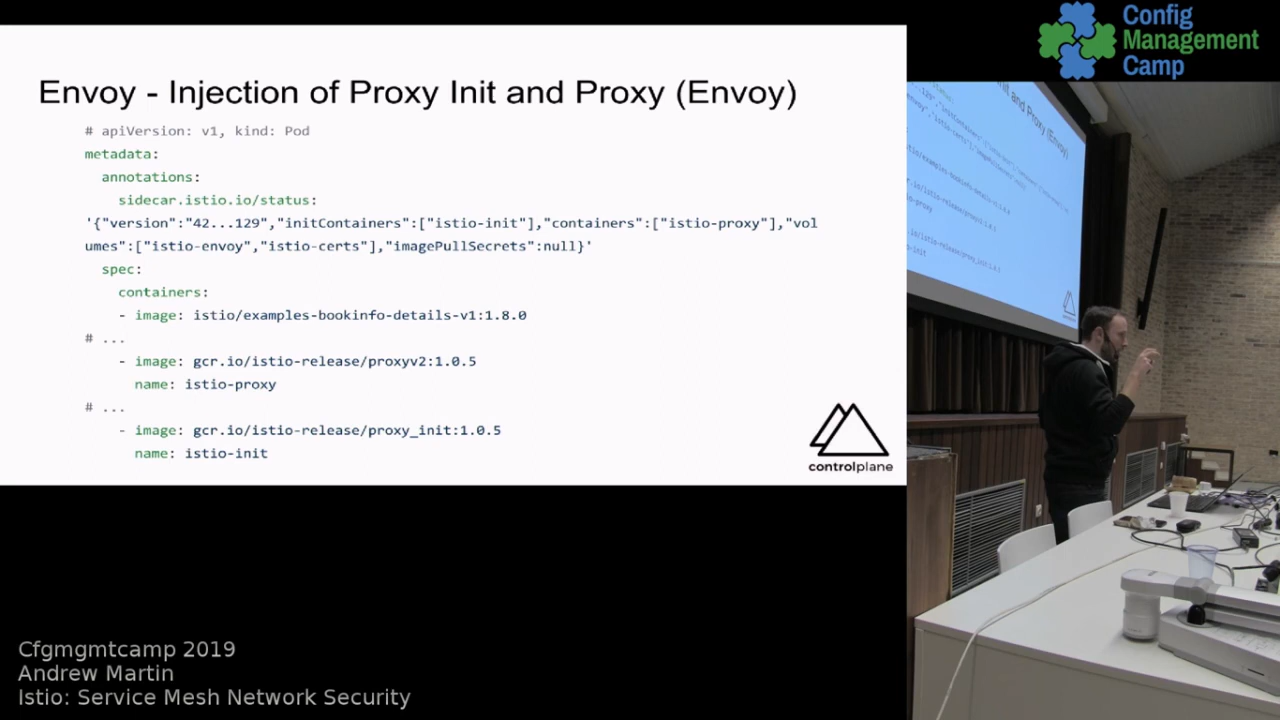 Config
Management
Camp
Envoy - Injection of Proxy Init and Proxy (Envoy)
# apiVersion: v1, kind: Pod
metadata:
annotations:
sidecar.istio.io/status:
'{"version":"42...129","initContainers":["istio-init"],"containers":["istio-proxy"],"vol
umes":["istio-envoy","istio-certs"],"imagePullSecrets":null}'
spec:
containers:
- image: istio/examples-bookinfo-details-v1:1.8.0
# ...
- image: gcr.io/istio-release/proxyv2:1.0.5
name: istio-proxy
# ...
- image: gcr.io/istio-release/proxy_init:1.0.5
name: istio-init
controlplane
Cfgmgmtcamp 2019
Andrew Martin
Istio: Service Mesh Network Security